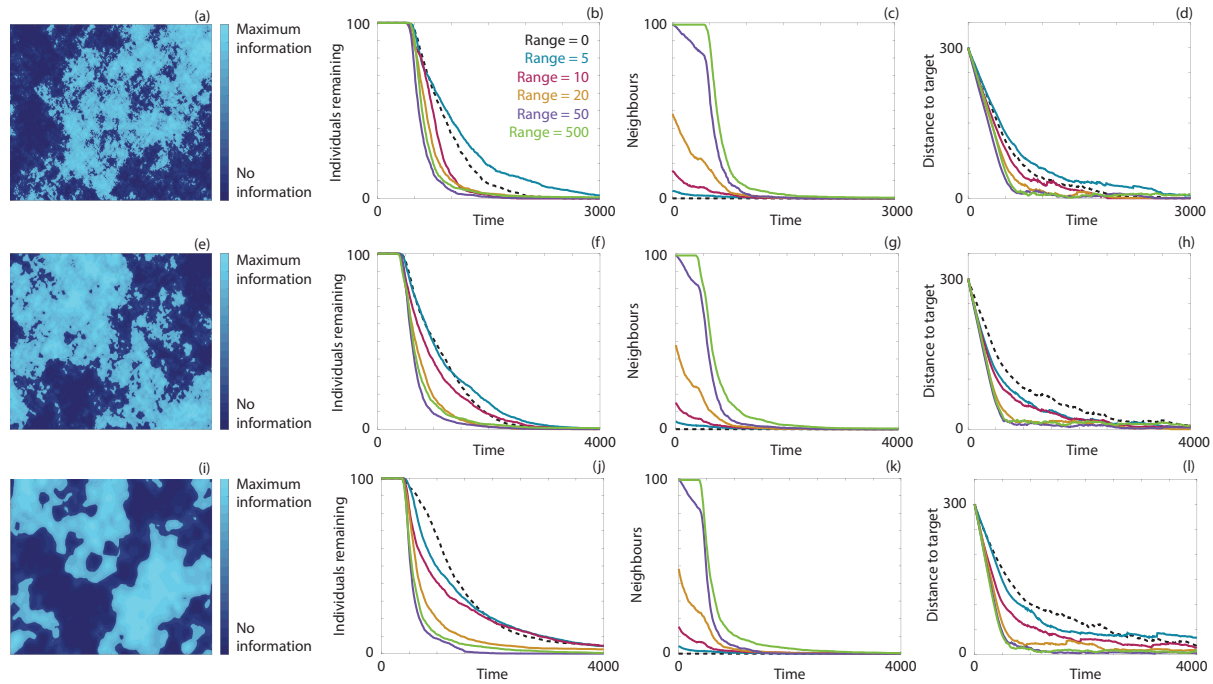 (a)
Maximum
information
No
information
(b)
Individuals remaining
100
0
0
Time
3000
Range = 0
Range = 5
Range = 10
Range = 20
Range = 50
Range = 500
(c)
Neighbours
100
0
0
Time
4000
(d)
Distance to target
300
0
0
Time
3000
(e)
Maximum
information
No
information
(f)
Individuals remaining
100
0
0
Time
4000
(g)
Neighbours
100
0
0
Time
4000
(h)
Distance to target
300
0
0
Time
4000
(i)
Maximum
information
No
information
(j)
Individuals remaining
100
0
0
Time
4000
(k)
Neighbours
100
0
0
Time
4000
(l)
Distance to target
300
0
0
Time
4000